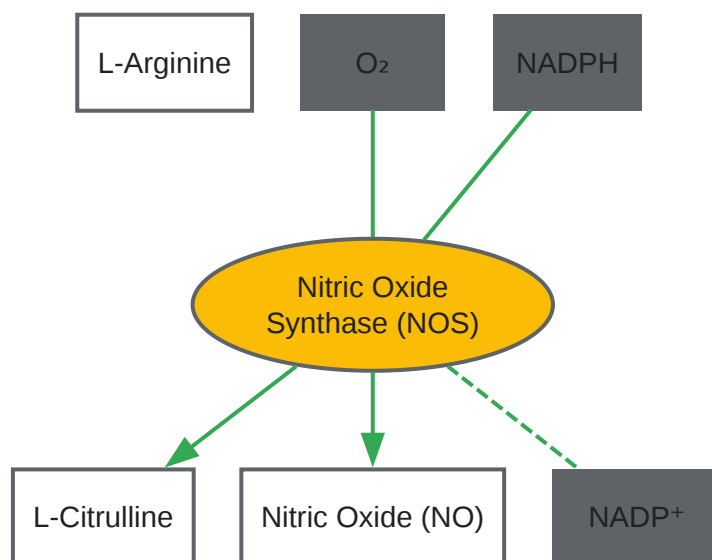 L-Arginine
O₂
NADPH
Nitric Oxide
Synthase (NOS)
L-Citrulline
Nitric Oxide (NO)
NADP⁺